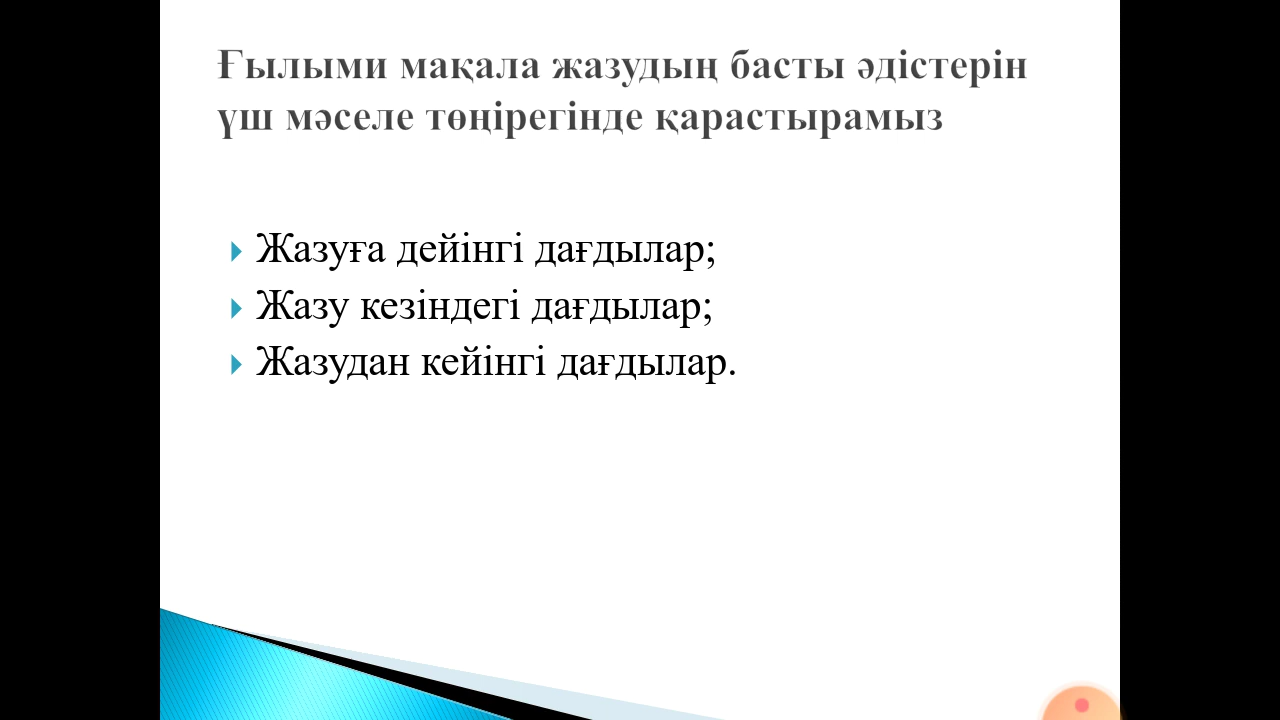 Ғылыми мақала жазудың басты әдістерін
үш мәселе төңірегінде қарастырамыз
Жазуға дейінгі дағдылар;
Жазу кезіндегі дағдылар;
Жазудан кейінгі дағдылар.